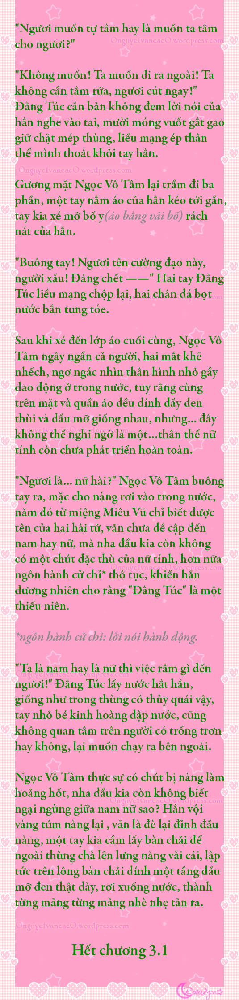 "Ngươi muốn tự tắm hay là muốn ta tắm
cho ngươi?"
Onguyetvancac0.wordpress.com
"Không muốn! Ta muốn đi ra ngoài! Ta
không cần tắm rửa, ngươi cút ngay!"
Đằng Túc căn bản không đem lời nói của
hắn nghe vào tai, mười móng vuốt gắt gao
giữ chặt mép thùng, liều mạng ép thân
thể mình thoát khỏi tay hắn.
Onguyetvancac0.wordpress.com
Gương mặt Ngọc Vô Tâm lại trầm đi ba
phần, một tay nắm áo của hắn kéo tới gần,
tay kia xé mở bố y(áo bằng vải bố) rách
nát của hắn.
"Buông tay! Ngươi tên cường đạo này,
người xấu! Đáng chết ——" Hai tay Đằng
Túc liều mạng chộp lại, hai chân đá bọt
nước bắn tung tóe.
Sau khi xé đến lớp áo cuối cùng, Ngọc Vô
Tâm ngây ngẩn cả người, hai mắt khẽ
nhếch, ngơ ngác nhìn thân hình nhỏ gầy
dao động ở trong nước, tuy rằng cùng
trên mặt và quần áo đều dính đầy đen
thùi và dầu mỡ giống nhau, nhưng... đây
không thể nghi ngờ là một...thân thể nữ
tính còn chưa phát triển hoàn toàn.
"Ngươi là... nữ hài?" Ngọc Vô Tâm buông
tay ra, mặc cho nàng rơi vào trong nước,
năm đó từ miệng Miêu Vũ chỉ biết được
tên của hai hài tử, vẫn chưa đề cập đến
nam hay nữ, mà nha đầu kia còn không
có một chút đặc thù của nữ tính, hơn nữa
Onguyetvancac0.wordpress.com
ngôn hành cử chỉ* thô tục, khiến hắn
đương nhiên cho rằng "Đằng Túc" là một
thiếu niên.
*ngôn hành cử chỉ: lời nói hành động.
"Ta là nam hay là nữ thì việc rắm gì đến
Onguyetvancac0.wordpress.com
ngươi!" Đằng Túc lấy nước hắt hắn,
giống như trong thùng có thủy quái vậy,
tay nhỏ bé kinh hoàng đập nước, cũng
không quan tâm trên người có trống trơn
hay không, lại muốn chạy ra bên ngoài.
Ngọc Vô Tâm thực sự có chút bị nàng làm
hoảng hốt, nha đầu kia còn không biết
Onguyetvancac0.wordpress.com
ngại ngùng giữa nam nữ sao? Hắn vội
vàng túm nàng lại , vẫn là đè lại đỉnh đầu
nàng, một tay kia cầm lấy bàn chải để
ngoài thùng chà lên lưng nàng vài cái, lập
tức trên lông bàn chải dính một tầng dầu
mỡ đen thật dày, rơi xuống nước, thành
từng mảng từng mảng nhè nhẹ tản ra.
Onguyetvancac0.wordpress.com
Hết chương 3.1
Rosalyn